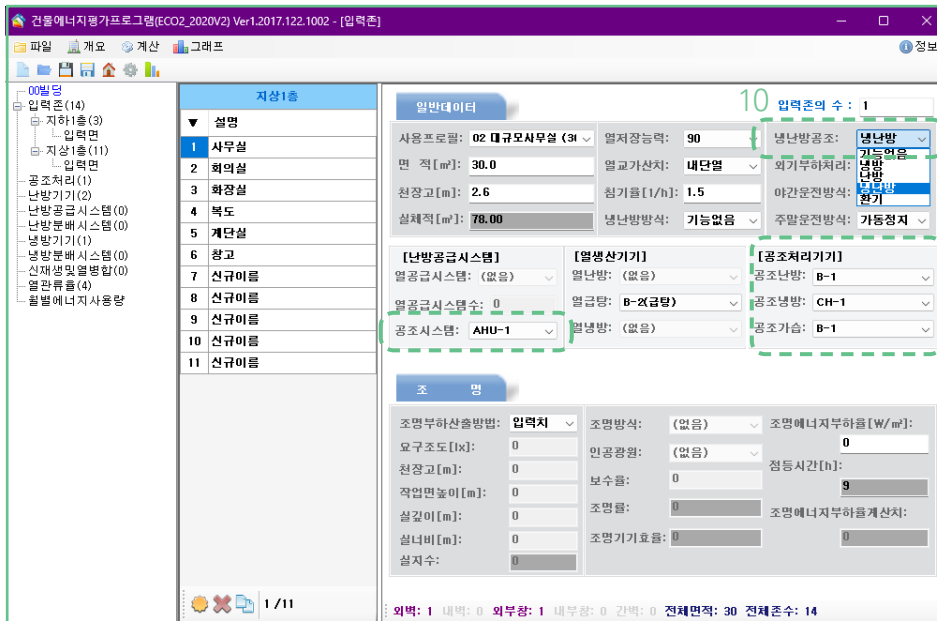 건물에너지평가프로그램(ECO2_2020V2) Ver1.2017.122.1002 - [입력존]
파일 개요 계산 그래프 정보
00빌딩
입력존(14)
지하1층(3)
입력면
지상1층(11)
입력면
공조처리(1)
난방기기(2)
난방공급시스템(0)
난방분배시스템(0)
냉방기기(1)
냉방분배시스템(0)
신재생및열병합(0)
열관류율(4)
월별에너지사용량
지상1층
▼ 설명
1 사무실
2 회의실
3 화장실
4 복도
5 계단실
6 창고
7 신규이름
8 신규이름
9 신규이름
10 신규이름
11 신규이름
1 /11
일반데이터
10 입력존의 수 : 1
사용프로필: 02 대규모사무실 (3( 열저장능력: 90 냉난방공조: 냉난방
기능없음
냉방
난방
냉난방
환기
면 적[㎡]: 30.0 열교가산치: 내단열 외기부하처리:
천장고[m]: 2.6 침기율[1/h]: 1.5 야간운전방식:
실체적[㎥]: 78.00 냉난방방식: 기능없음 주말운전방식: 가동정지
[난방공급시스템] [열생산기기] [공조처리기기]
열공급시스템: (없음) 열난방: (없음) 공조난방: B-1
열공급시스템수: 0 열급탕: B-2(급탕) 공조냉방: CH-1
공조시스템: AHU-1 열냉방: (없음) 공조가습: B-1
조 명
조명부하산출방법: 입력치 조명방식: (없음) 조명에너지부하율[W/㎡]:
0
요구조도[lx]: 0 인공광원: (없음)
천장고[m]: 0 보수율: 0 점등시간[h]:
9
작업면높이[m]: 0
실깊이[m]: 0 조명률: 0 조명에너지부하율계산치:
0
실너비[m]: 0 조명기기효율: 0
실지수: 0
외벽: 1 내벽: 0 외부창: 1 내부창: 0 간벽: 0 전체면적: 30 전체존수: 14